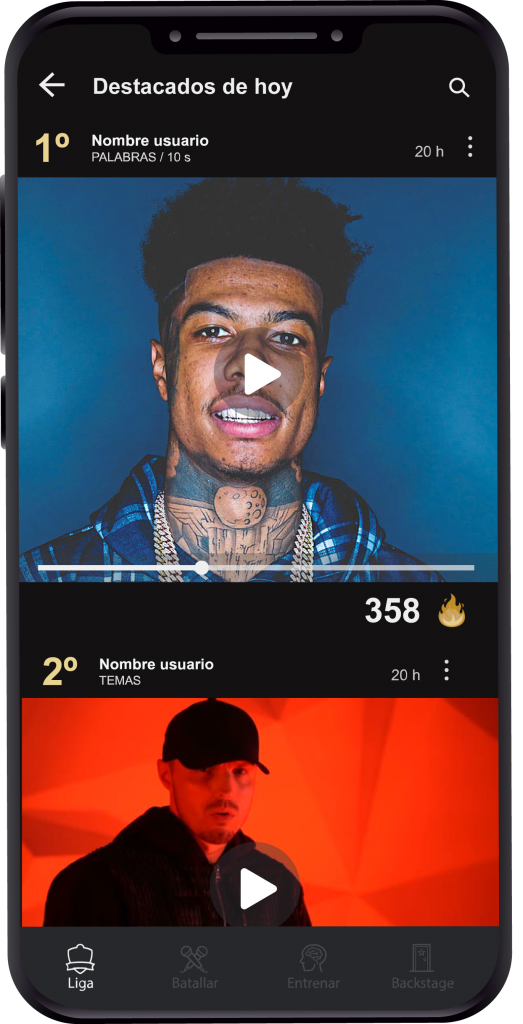 Destacados de hoy
1º
Nombre usuario
PALABRAS / 10 s
20 h
358
2º
Nombre usuario
TEMAS
20 h
Liga
Batallar
Entrenar
Backstage